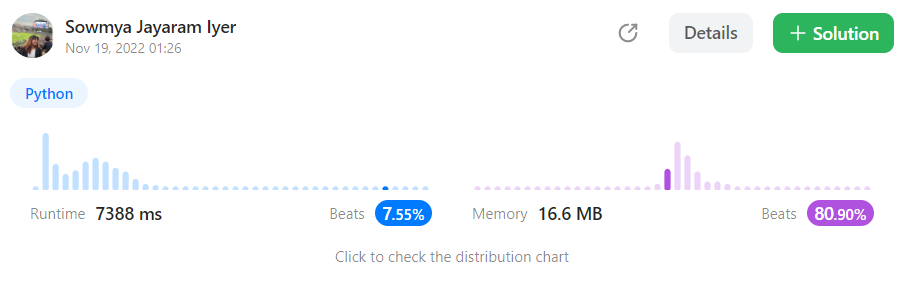 Sowmya Jayaram Iyer
Nov 19, 2022 01:26
Details
+ Solution
Python
Runtime 7388 ms Beats 7.55%
Memory 16.6 MB Beats 80.90%
Click to check the distribution chart